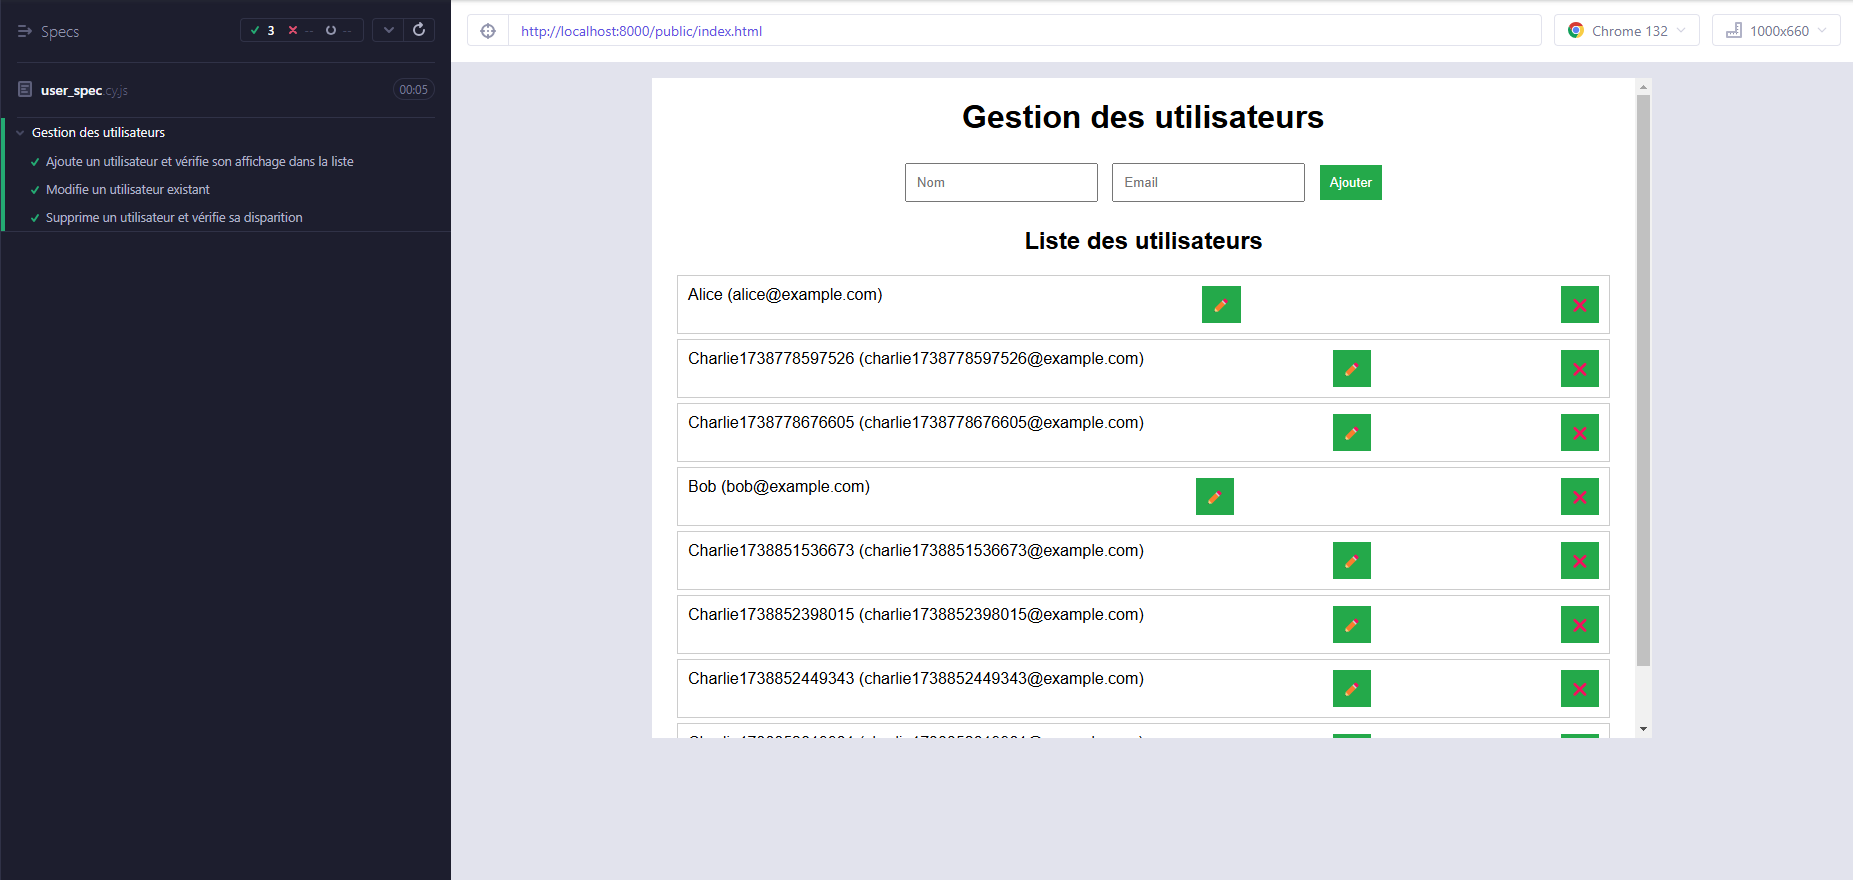 Specs
3 -- --
user_spec.cy.js 00:05
Gestion des utilisateurs
Ajoute un utilisateur et vérifie son affichage dans la liste
Modifie un utilisateur existant
Supprime un utilisateur et vérifie sa disparition
http://localhost:8000/public/index.html
Chrome 132
1000x660
Gestion des utilisateurs
Nom
Email
Ajouter
Liste des utilisateurs
Alice (alice@example.com)
Charlie1738778597526 (charlie1738778597526@example.com)
Charlie1738778676605 (charlie1738778676605@example.com)
Bob (bob@example.com)
Charlie1738851536673 (charlie1738851536673@example.com)
Charlie1738852398015 (charlie1738852398015@example.com)
Charlie1738852449343 (charlie1738852449343@example.com)